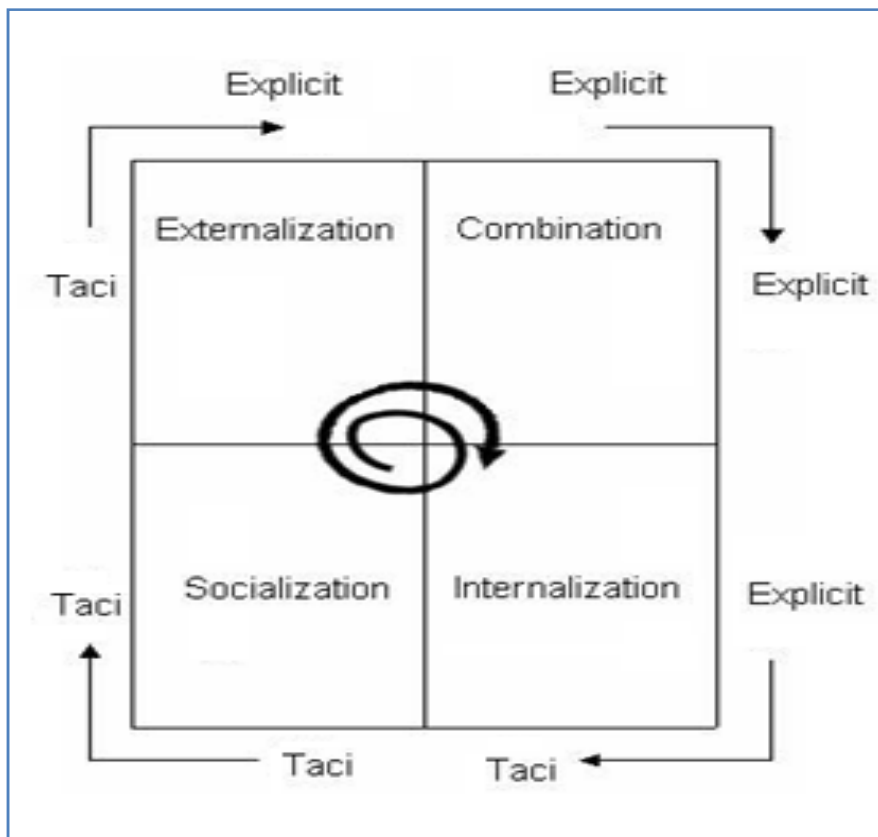 Explicit Explicit
Externalization Combination
Taci Explicit
Socialization Internalization
Taci Explicit
Taci Taci